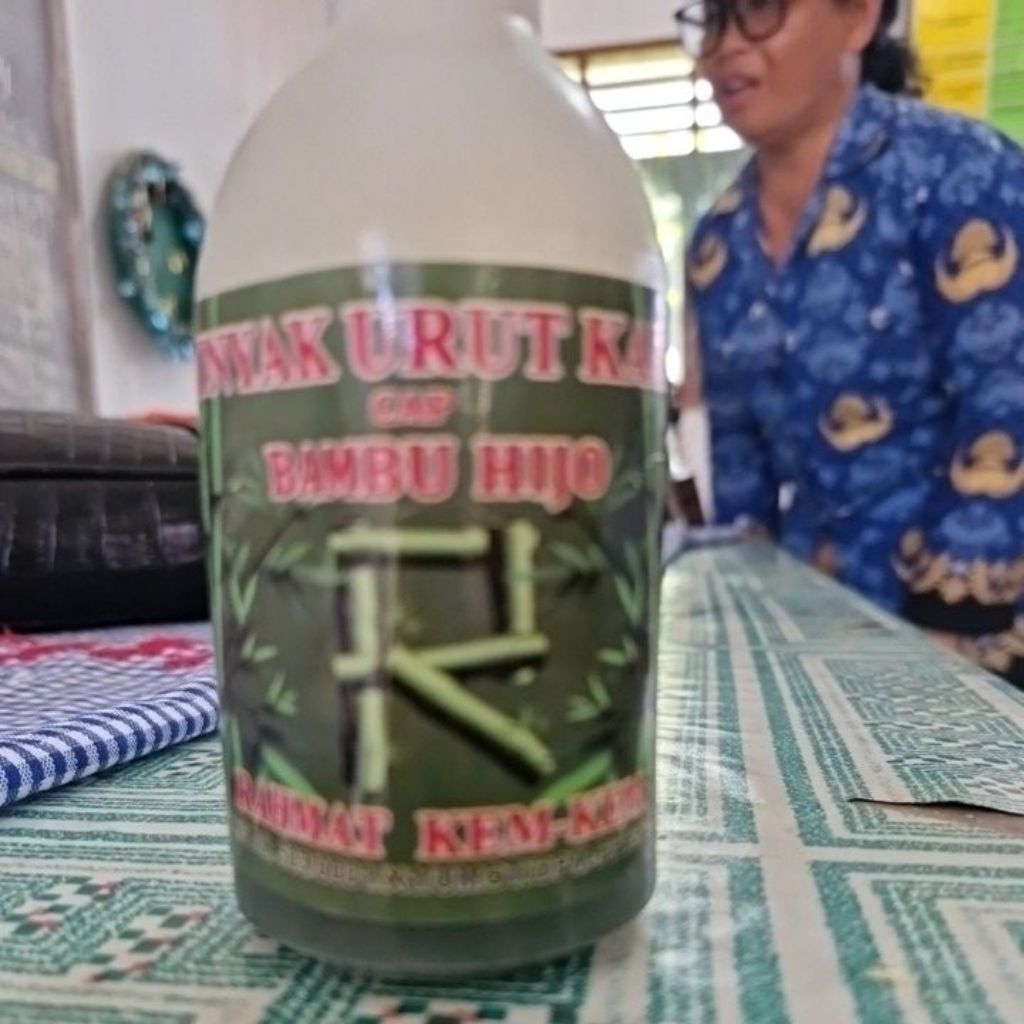 NYAK URUT KA
CAP
BAMBU HIJO
RAHMAT KEM-KEM